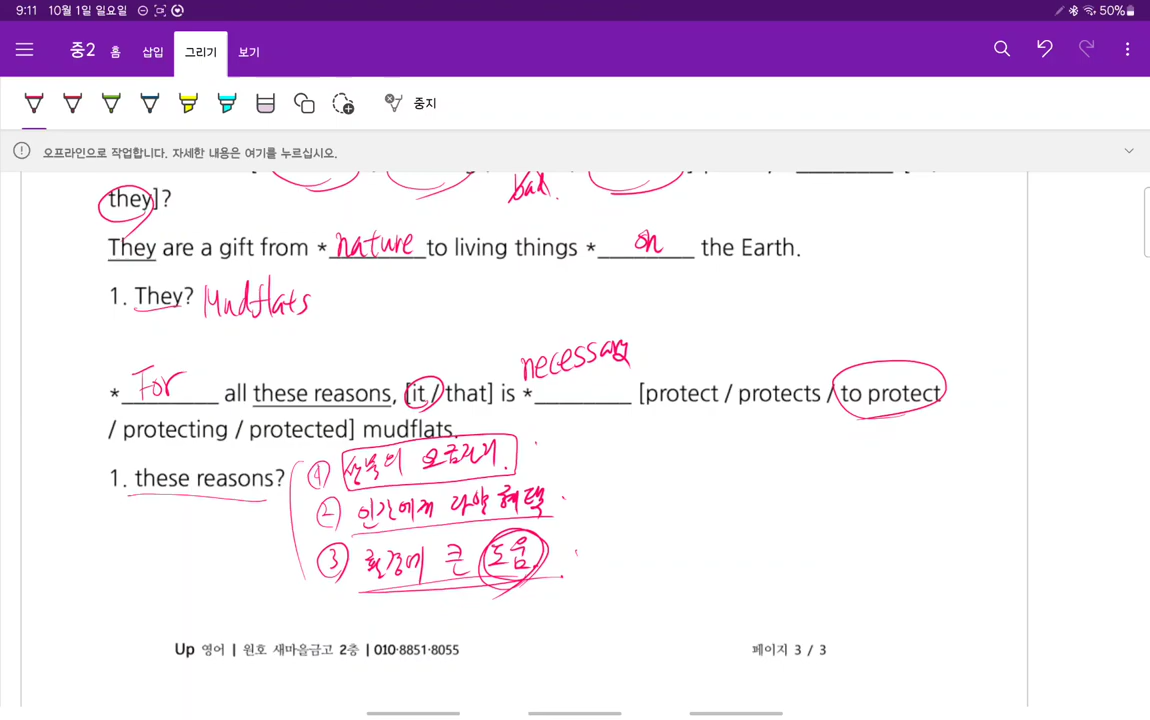 9:11 10월 1일 일요일 50%
중2 홈 삽입 그리기 보기
중지
오프라인으로 작업합니다. 자세한 내용은 여기를 누르십시오.
bad.
they]?
They are a gift from * nature to living things * on the Earth.
1. They? Mudflats
necessary
* For all these reasons, [it / that] is *________ [protect / protects / to protect
/ protecting / protected] mudflats.
1. these reasons? ① 보금자리.
② 인간에게 다양 혜택.
③ 환경에 큰 도움.
Up 영어 | 원호 새마을금고 2층 | 010·8851·8055 페이지 3 / 3